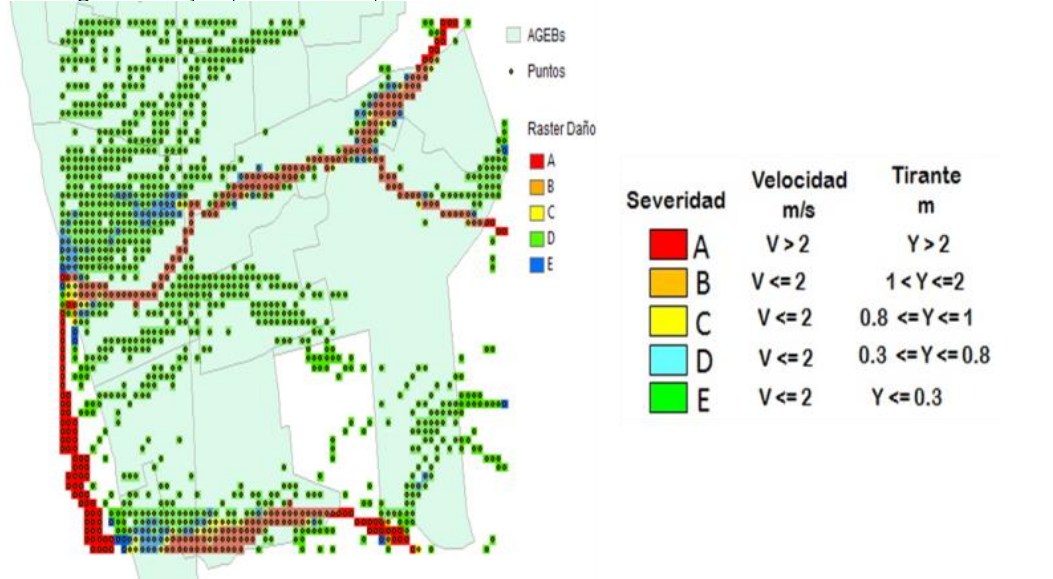 AGEBs
Puntos
Raster Daño
A
B
C
D
E
Severidad Velocidad m/s Tirante m
A V > 2 Y > 2
B V <= 2 1 < Y <=2
C V <= 2 0.8 <=Y<= 1
D V <= 2 0.3 <=Y<= 0.8
E V <= 2 Y <= 0.3